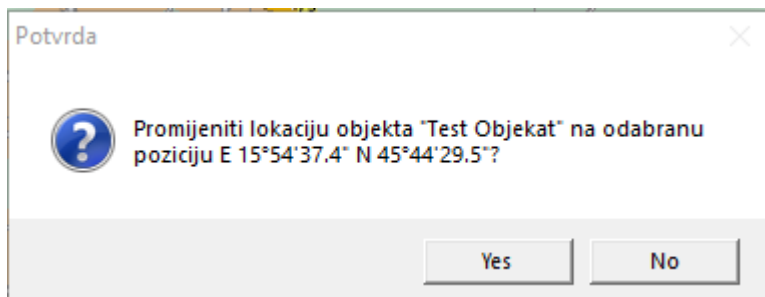 Potvrda
Promijeniti lokaciju objekta "Test Objekat" na odabranu
poziciju E 15°54'37.4" N 45°44'29.5"?
Yes
No